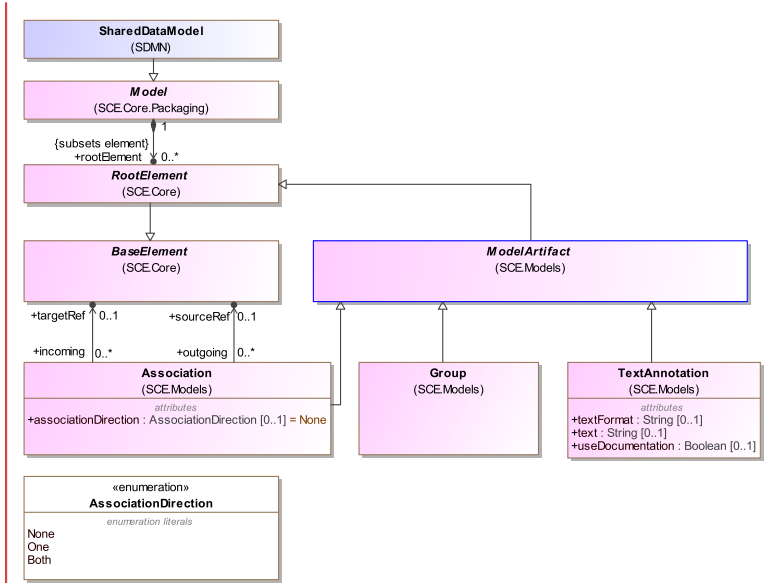 SharedDataModel
(SDMN)
Model
(SCE.Core.Packaging)
1
{subsets element}
+rootElement 0..*
RootElement
(SCE.Core)
BaseElement
(SCE.Core)
ModelArtifact
(SCE.Models)
+targetRef 0..1 +sourceRef 0..1
+incoming 0..* +outgoing 0..*
Association
(SCE.Models)
attributes
+associationDirection : AssociationDirection [0..1] = None
Group
(SCE.Models)
TextAnnotation
(SCE.Models)
attributes
+textFormat : String [0..1]
+text : String [0..1]
+useDocumentation : Boolean [0..1]
«enumeration»
AssociationDirection
enumeration literals
None
One
Both